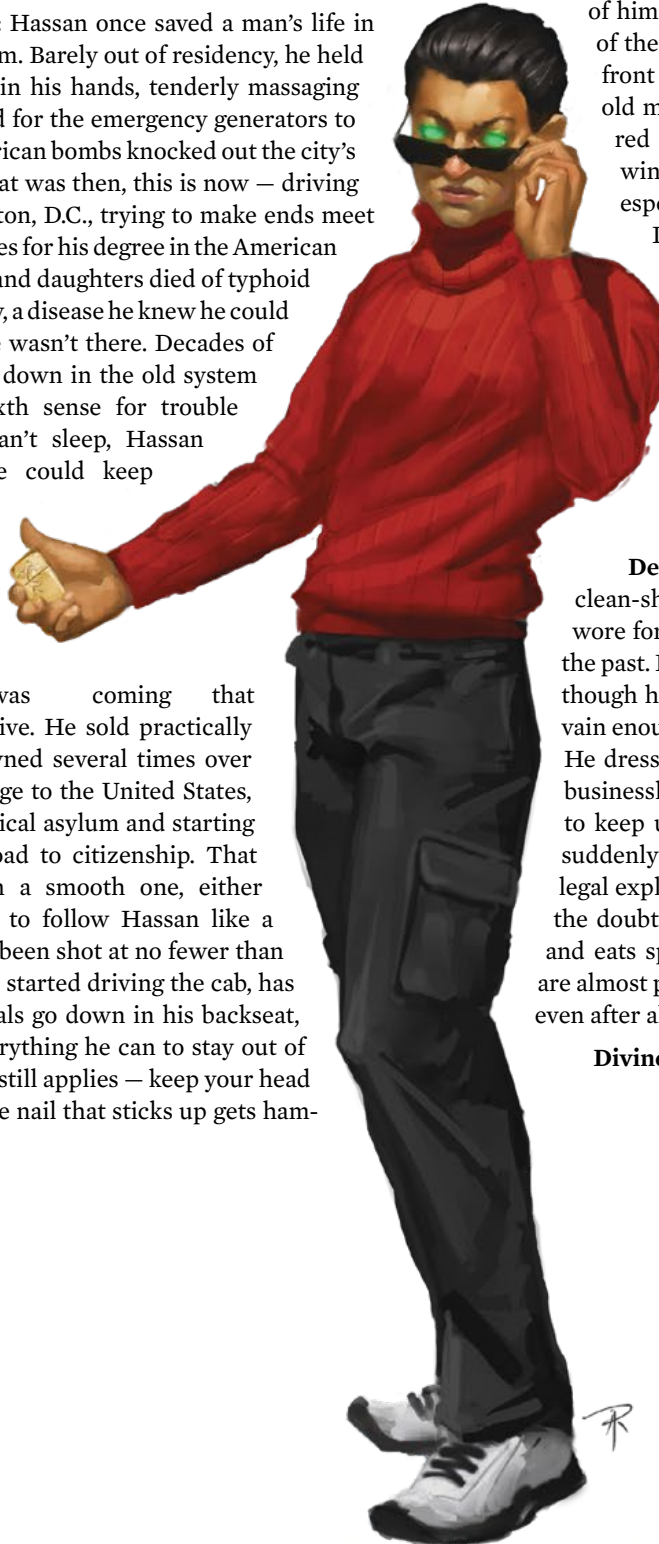 : Hassan once saved a man’s life in
m. Barely out of residency, he held
in his hands, tenderly massaging
d for the emergency generators to
rican bombs knocked out the city’s
at was then, this is now — driving
ton, D.C., trying to make ends meet
es for his degree in the American
and daughters died of typhoid
y, a disease he knew he could
e wasn’t there. Decades of
down in the old system
xth sense for trouble
an’t sleep, Hassan
e could keep
was coming that
ive. He sold practically
wned several times over
ge to the United States,
ical asylum and starting
oad to citizenship. That
n a smooth one, either
to follow Hassan like a
been shot at no fewer than
started driving the cab, has
als go down in his backseat,
rything he can to stay out of
still applies — keep your head
e nail that sticks up gets ham-
of him
of the
front
old m
red
win
espe
De
clean-sh
wore for
the past. 
though h
vain enou
He dress
businessl
to keep u
suddenly
legal expl
the doubt
and eats sp
are almost p
even after al
Divine